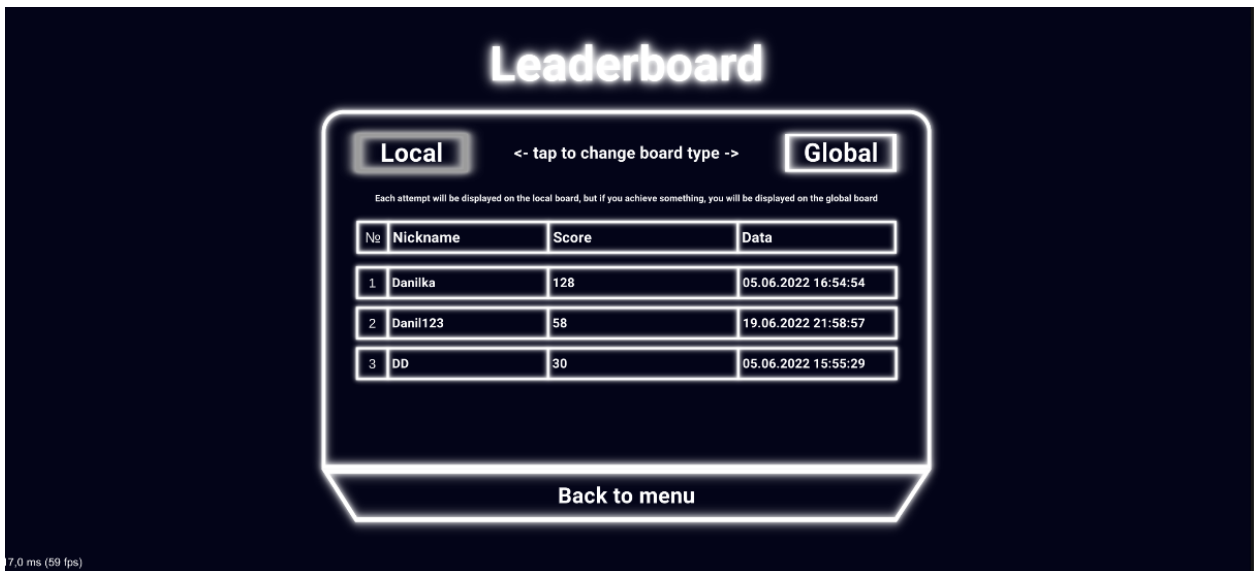 Leaderboard
Local <- tap to change board type -> Global
Each attempt will be displayed on the local board, but if you achieve something, you will be displayed on the global board
№ Nickname Score Data
1 Danilka 128 05.06.2022 16:54:54
2 Danil123 58 19.06.2022 21:58:57
3 DD 30 05.06.2022 15:55:29
Back to menu
17,0 ms (59 fps)